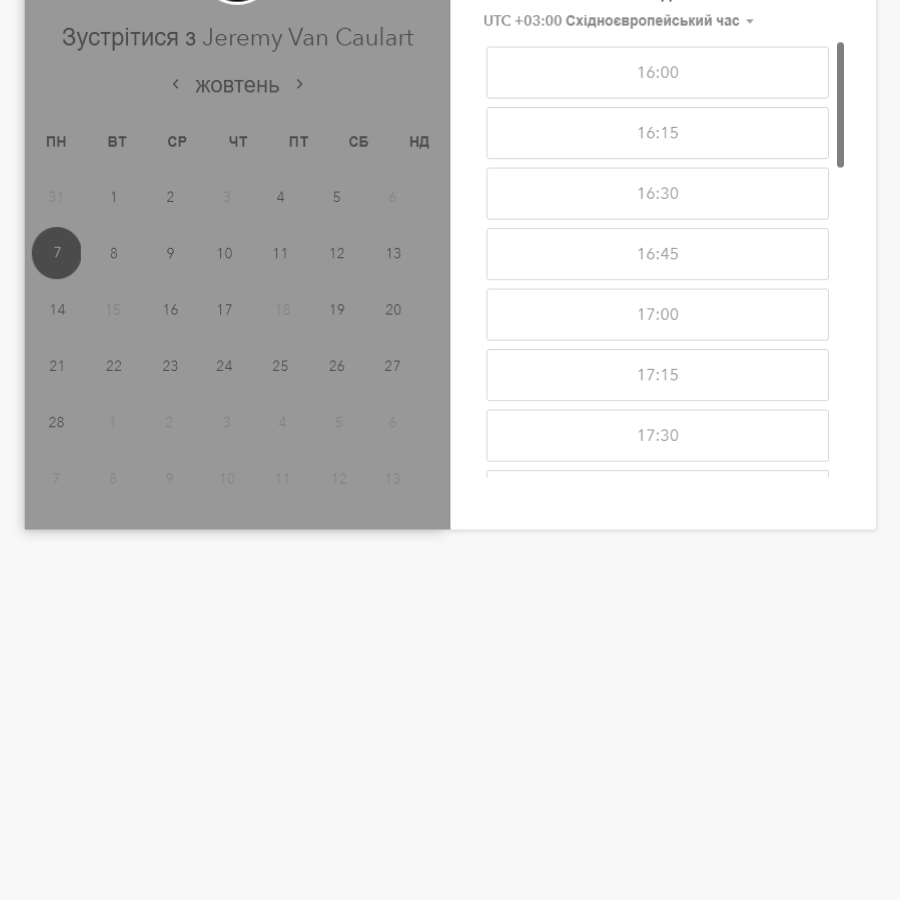 Зустрітися з Jeremy Van Caulart
жовтень
ПН ВТ СР ЧТ ПТ СБ НД
31 1 2 3 4 5 6
7 8 9 10 11 12 13
14 15 16 17 18 19 20
21 22 23 24 25 26 27
28 1 2 3 4 5 6
7 8 9 10 11 12 13
UTC +03:00 Східноєвропейський час
16:00
16:15
16:30
16:45
17:00
17:15
17:30